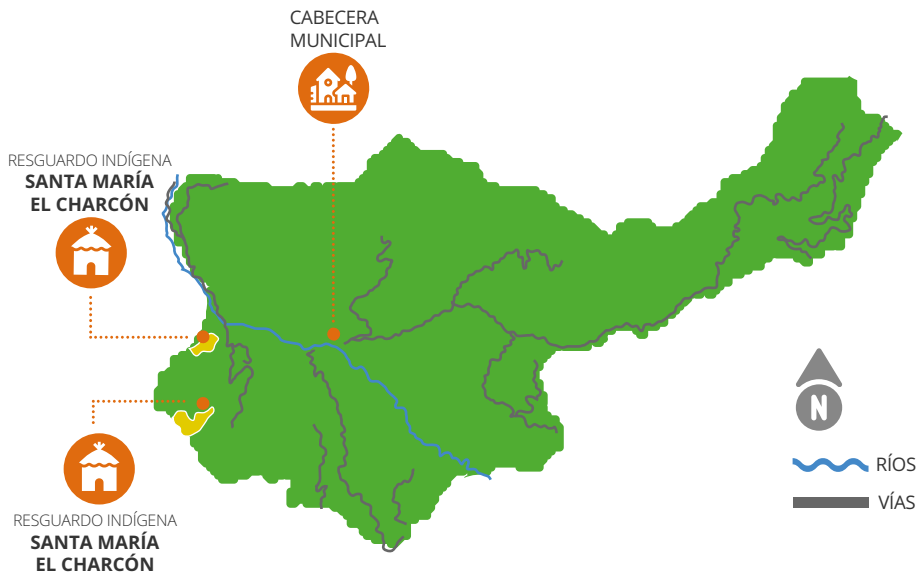 CABECERA
MUNICIPAL
RESGUARDO INDÍGENA
SANTA MARÍA
EL CHARCÓN
RESGUARDO INDÍGENA
SANTA MARÍA
EL CHARCÓN
N
RÍOS
VÍAS